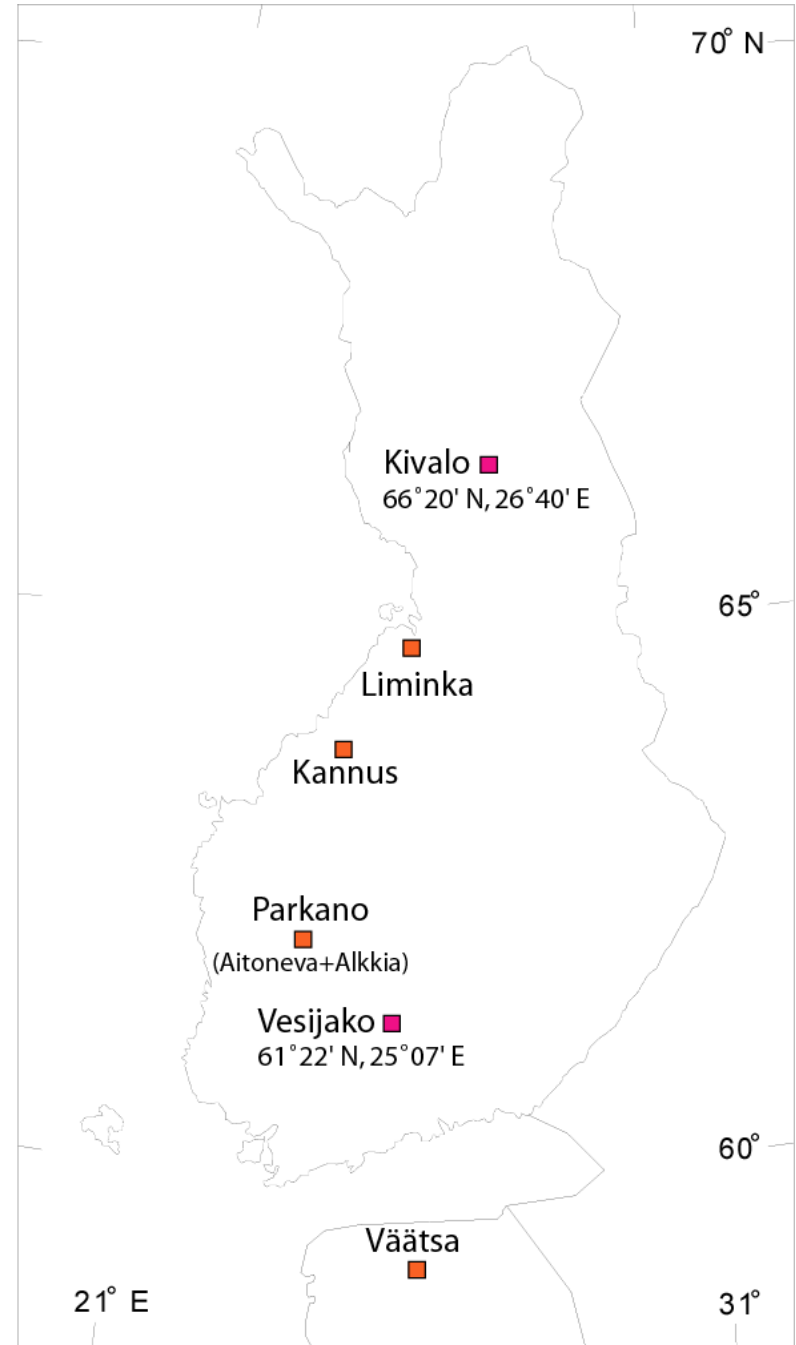 70° N
Kivalo
66°20' N, 26°40' E
65°
Liminka
Kannus
Parkano
(Aitoneva+Alkkia)
Vesijako
61°22' N, 25°07' E
60°
Väätsa
21° E
31°